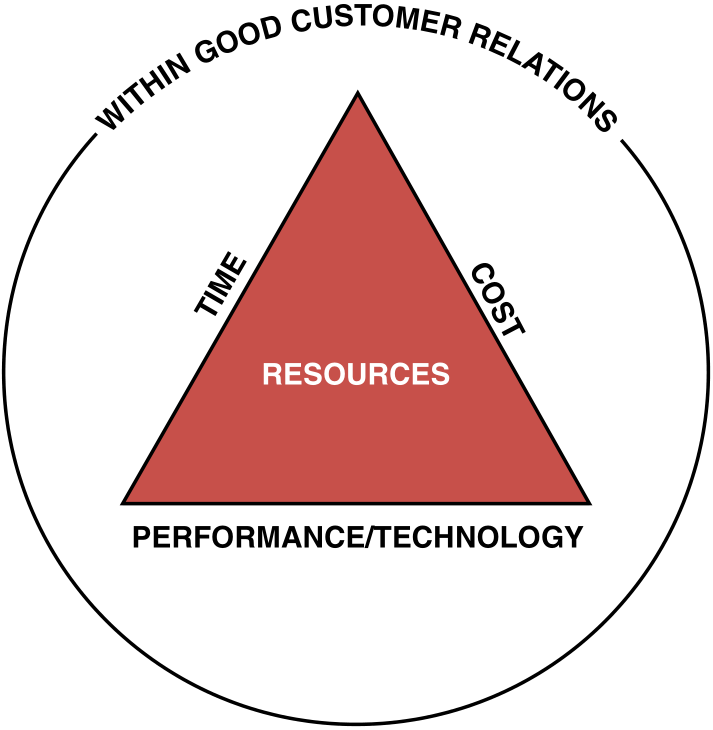 WITHIN GOOD CUSTOMER RELATIONS
TIME
COST
RESOURCES
PERFORMANCE/TECHNOLOGY